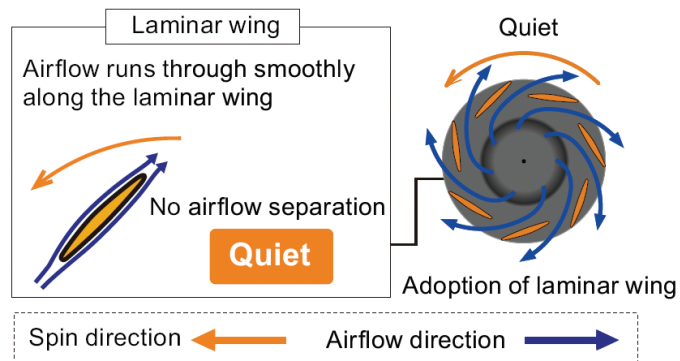 Laminar wing
Airflow runs through smoothly
along the laminar wing
No airflow separation
Quiet
Quiet
Adoption of laminar wing
Spin direction
Airflow direction